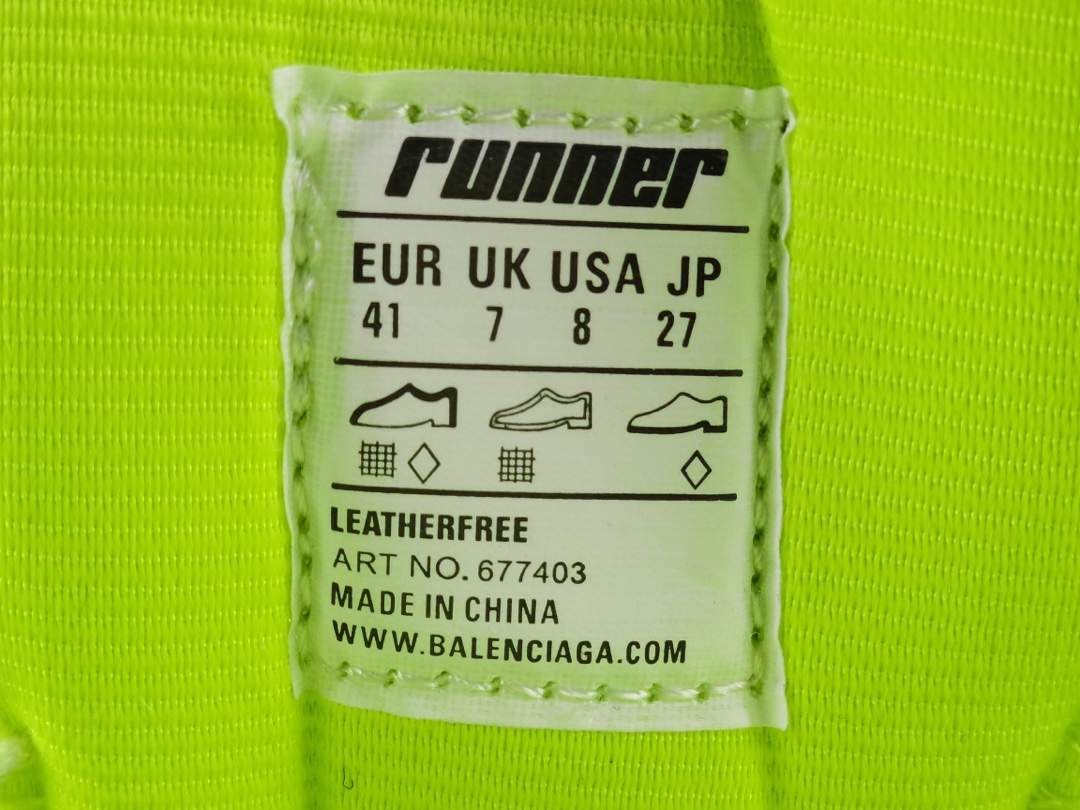 runner
EUR UK USA JP
41 7 8 27
LEATHERFREE
ART NO. 677403
MADE IN CHINA
WWW.BALENCIAGA.COM